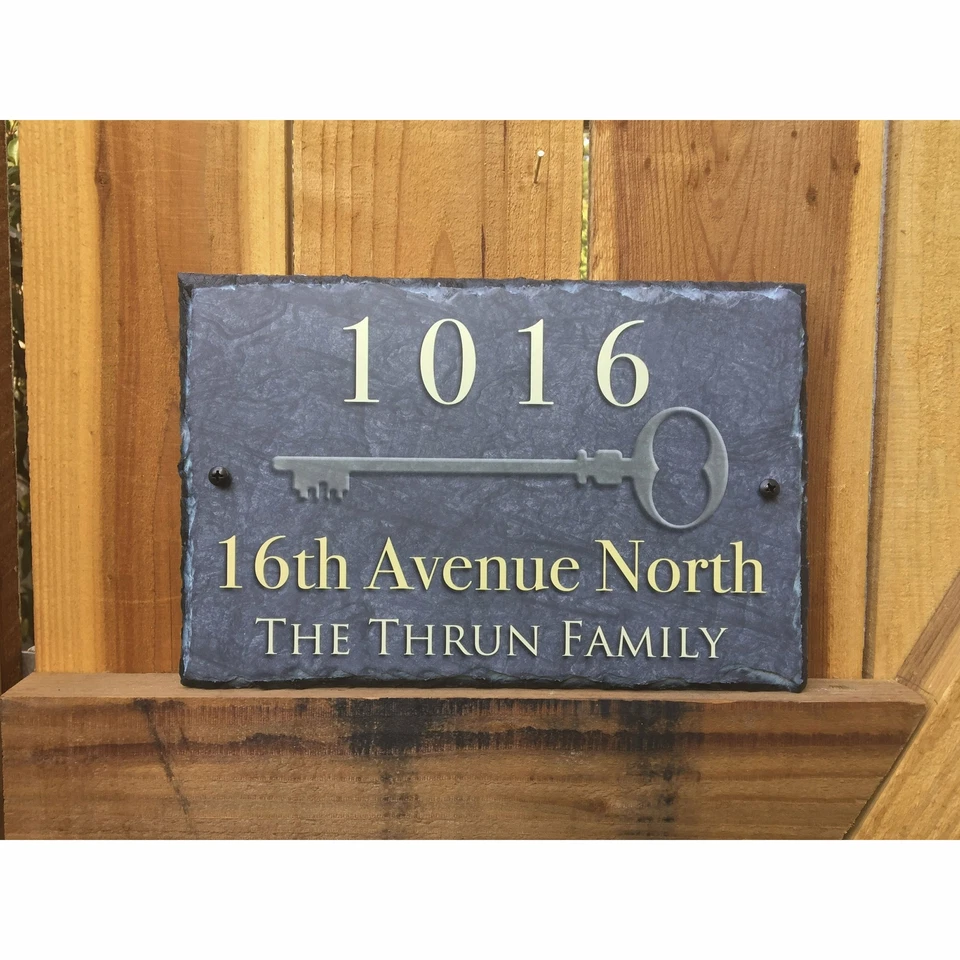 1016
16th Avenue North
THE THRUN FAMILY